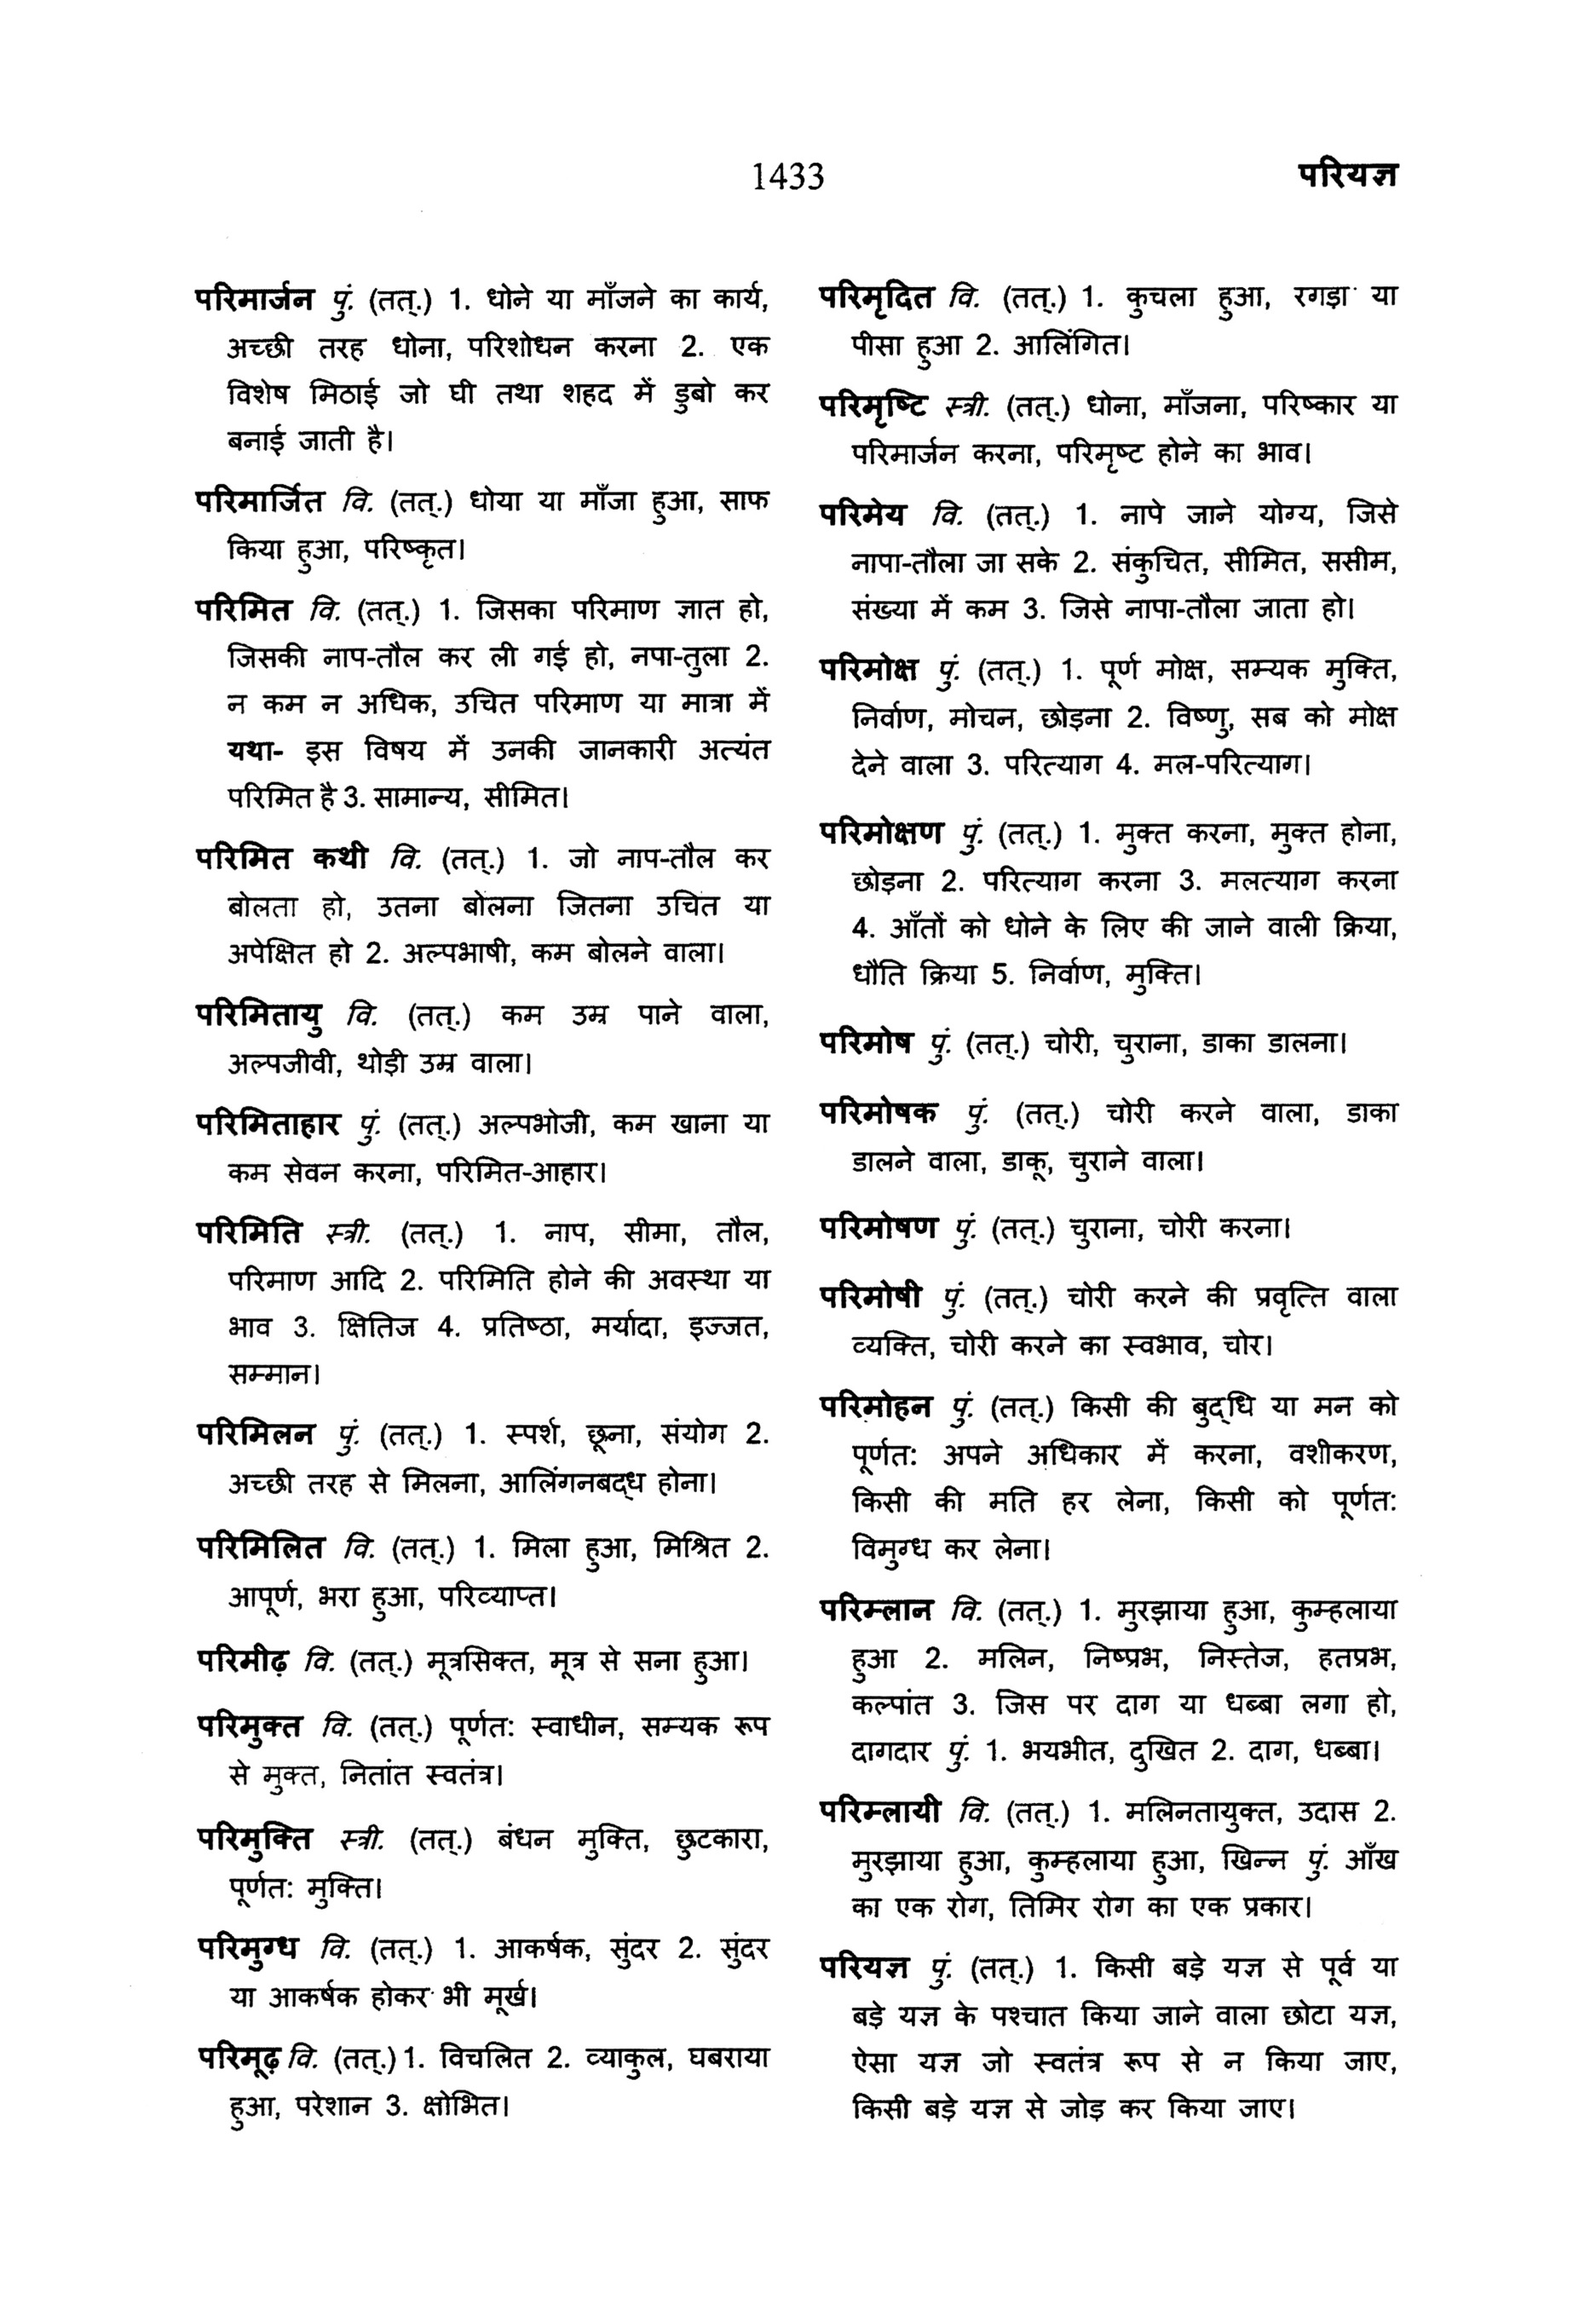 1433
परियज्ञ
परिमार्जन पुं. (तत्.) 1. धोने या माँजने का कार्य,
अच्छी तरह धोना, परिशोधन करना 2. एक
विशेष मिठाई जो घी तथा शहद में डुबो कर
बनाई जाती है।
परिमार्जित वि. (तत्.) धोया या माँजा हुआ, साफ
किया हुआ, परिष्कृत।
परिमित वि. (तत्.) 1. जिसका परिमाण ज्ञात हो,
जिसकी नाप-तौल कर ली गई हो, नपा-तुला 2.
न कम न अधिक, उचित परिमाण या मात्रा में
यथा- इस विषय में उनकी जानकारी अत्यंत
परिमित है 3. सामान्य, सीमित।
परिमित कथी वि. (तत्.) 1. जो नाप-तौल कर
बोलता हो, उतना बोलना जितना उचित या
अपेक्षित हो 2. अल्पभाषी, कम बोलने वाला।
परिमितायु वि. (तत्.) कम उम्र पाने वाला,
अल्पजीवी, थोड़ी उम्र वाला।
परिमिताहार पुं. (तत्.) अल्पभोजी, कम खाना या
कम सेवन करना, परिमित-आहार।
परिमिति स्त्री. (तत्.) 1. नाप, सीमा, तौल,
परिमाण आदि 2. परिमिति होने की अवस्था या
भाव 3. क्षितिज 4. प्रतिष्ठा, मर्यादा, इज्जत,
सम्मान।
परिमिलन पुं. (तत्.) 1. स्पर्श, छूना, संयोग 2.
अच्छी तरह से मिलना, आलिंगनबद्ध होना।
परिमिलित वि. (तत्.) 1. मिला हुआ, मिश्रित 2.
आपूर्ण, भरा हुआ, परिव्याप्त।
परिमीढ़ वि. (तत्.) मूत्रसिक्त, मूत्र से सना हुआ।
परिमुक्त वि. (तत्.) पूर्णत: स्वाधीन, सम्यक रूप
से मुक्त, नितांत स्वतंत्र।
परिमुक्ति स्त्री. (तत्.) बंधन मुक्ति, छुटकारा,
पूर्णत: मुक्ति।
परिमुग्ध वि. (तत्.) 1. आकर्षक, सुंदर 2. सुंदर
या आकर्षक होकर भी मूर्ख।
परिमूढ़ वि. (तत्.) 1. विचलित 2. व्याकुल, घबराया
हुआ, परेशान 3. क्षोभित।
परिमृदित वि. (तत्.) 1. कुचला हुआ, रगड़ा या
पीसा हुआ 2. आलिंगित।
परिमृष्टि स्त्री. (तत्.) धोना, माँजना, परिष्कार या
परिमार्जन करना, परिमृष्ट होने का भाव।
परिमेय वि. (तत्.) 1. नापे जाने योग्य, जिसे
नापा-तौला जा सके 2. संकुचित, सीमित, ससीम,
संख्या में कम 3. जिसे नापा-तौला जाता हो।
परिमोक्ष पुं. (तत्.) 1. पूर्ण मोक्ष, सम्यक मुक्ति,
निर्वाण, मोचन, छोड़ना 2. विष्णु, सब को मोक्ष
देने वाला 3. परित्याग 4. मल-परित्याग।
परिमोक्षण पुं. (तत्.) 1. मुक्त करना, मुक्त होना,
छोड़ना 2. परित्याग करना 3. मलत्याग करना
4. आँतों को धोने के लिए की जाने वाली क्रिया,
धौति क्रिया 5. निर्वाण, मुक्ति।
परिमोष पुं. (तत्.) चोरी, चुराना, डाका डालना।
परिमोषक पुं. (तत्.) चोरी करने वाला, डाका
डालने वाला, डाकू, चुराने वाला।
परिमोषण पुं. (तत्.) चुराना, चोरी करना।
परिमोषी पुं. (तत्.) चोरी करने की प्रवृत्ति वाला
व्यक्ति, चोरी करने का स्वभाव, चोर।
परिमोहन पुं. (तत्.) किसी की बुद्धि या मन को
पूर्णत: अपने अधिकार में करना, वशीकरण,
किसी की मति हर लेना, किसी को पूर्णत:
विमुग्ध कर लेना।
परिम्लान वि. (तत्.) 1. मुरझाया हुआ, कुम्हलाया
हुआ 2. मलिन, निष्प्रभ, निस्तेज, हतप्रभ,
कल्पांत 3. जिस पर दाग या धब्बा लगा हो,
दागदार पुं. 1. भयभीत, दुखित 2. दाग, धब्बा।
परिम्लायी वि. (तत्.) 1. मलिनतायुक्त, उदास 2.
मुरझाया हुआ, कुम्हलाया हुआ, खिन्न पुं. आँख
का एक रोग, तिमिर रोग का एक प्रकार।
परियज्ञ पुं. (तत्.) 1. किसी बड़े यज्ञ से पूर्व या
बड़े यज्ञ के पश्चात किया जाने वाला छोटा यज्ञ,
ऐसा यज्ञ जो स्वतंत्र रूप से न किया जाए,
किसी बड़े यज्ञ से जोड़ कर किया जाए।